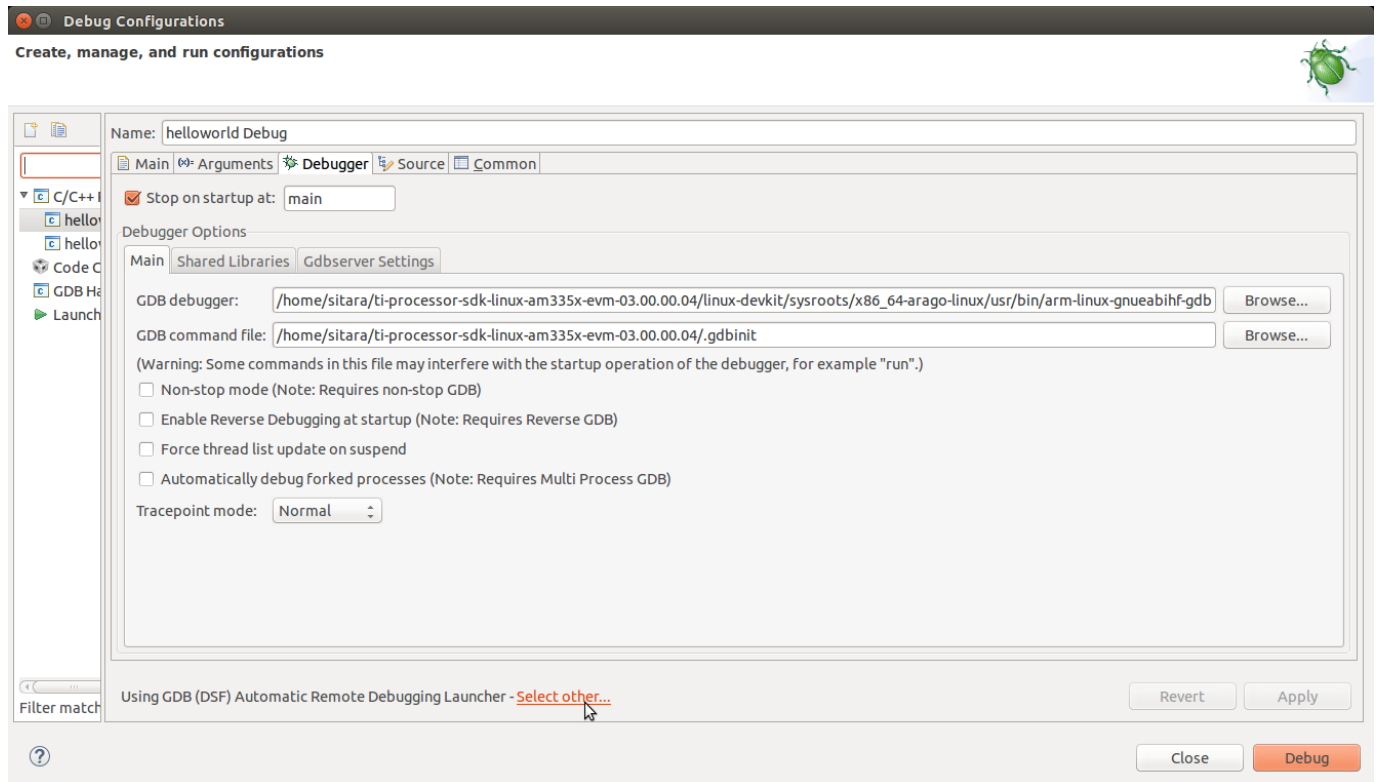 Debug Configurations
Create, manage, and run configurations
Name: helloworld Debug
Main (x)= Arguments Debugger Source Common
C/C++
Stop on startup at: main
Debugger Options
Main Shared Libraries Gdbserver Settings
Code C
GDB Ha
Launch
GDB debugger: /home/sitara/ti-processor-sdk-linux-am335x-evm-03.00.00.04/linux-devkit/sysroots/x86_64-arago-linux/usr/bin/arm-linux-gnueabihf-gdb Browse...
GDB command file: /home/sitara/ti-processor-sdk-linux-am335x-evm-03.00.00.04/.gdbinit Browse...
(Warning: Some commands in this file may interfere with the startup operation of the debugger, for example "run".)
Non-stop mode (Note: Requires non-stop GDB)
Enable Reverse Debugging at startup (Note: Requires Reverse GDB)
Force thread list update on suspend
Automatically debug forked processes (Note: Requires Multi Process GDB)
Tracepoint mode: Normal
Using GDB (DSF) Automatic Remote Debugging Launcher - Select other...
Revert Apply
Filter match
Close Debug